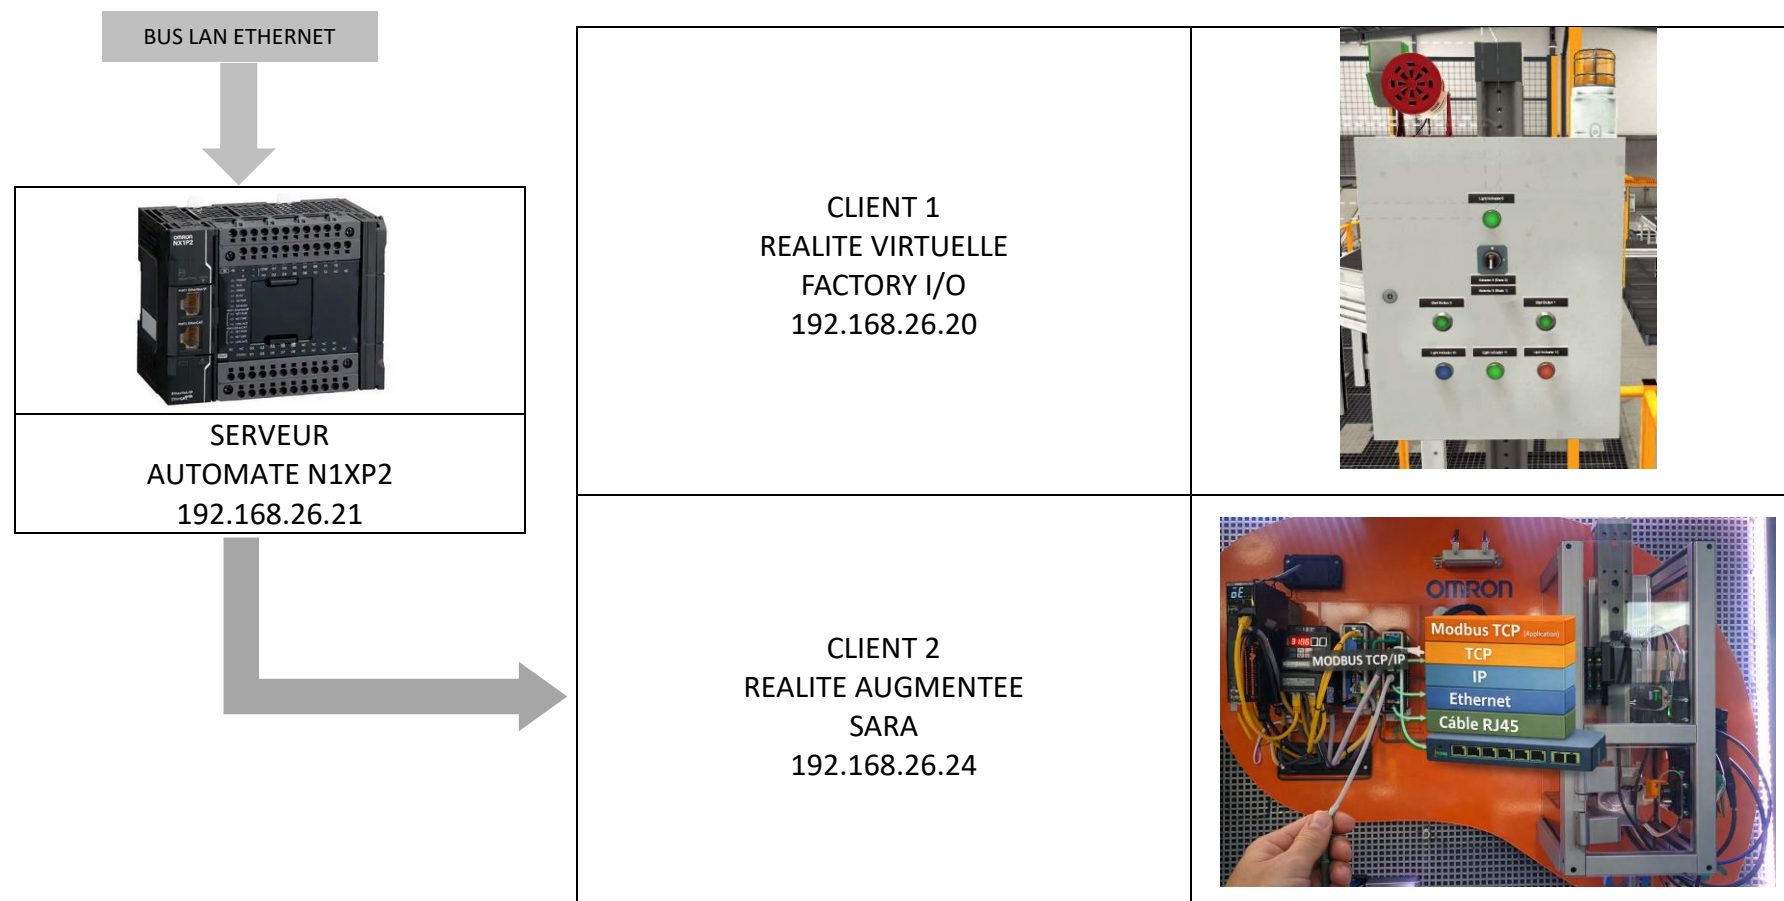 BUS LAN ETHERNET
omron
NX1P2
SERVEUR
AUTOMATE N1XP2
192.168.26.21
CLIENT 1
REALITE VIRTUELLE
FACTORY I/O
192.168.26.20
CLIENT 2
REALITE AUGMENTEE
SARA
192.168.26.24
OMRON
MODBUS TCP/IP
Modbus TCP (Application)
TCP
IP
Ethernet
Cáble RJ45